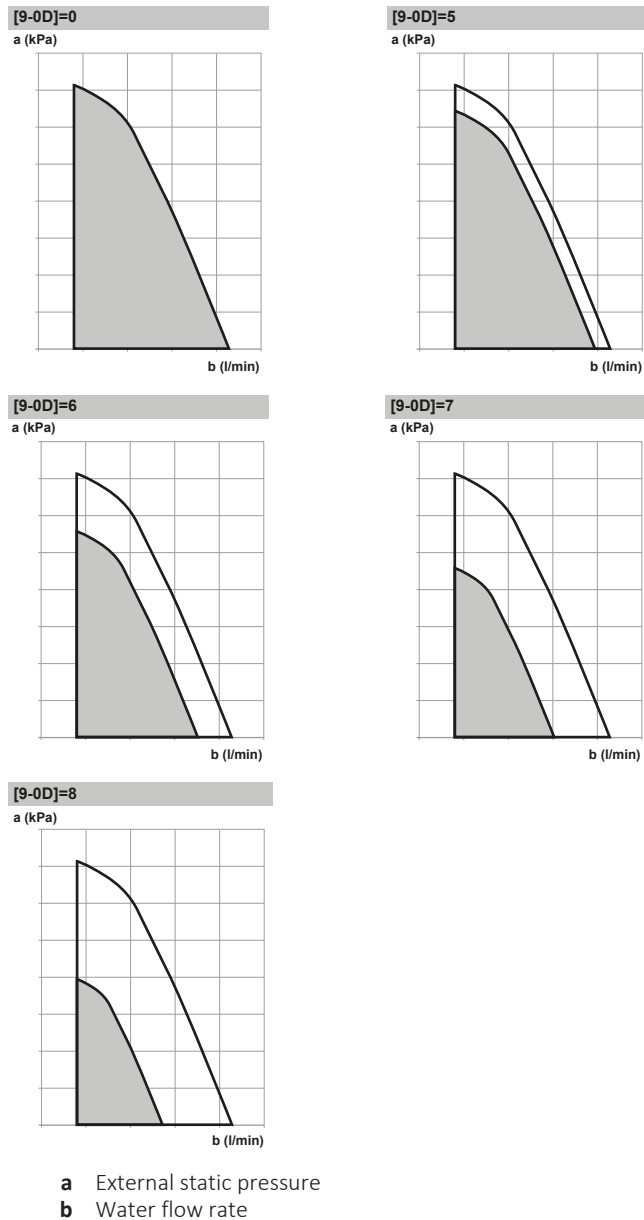 [9-0D]=0
a (kPa)
b (l/min)
[9-0D]=5
a (kPa)
b (l/min)
[9-0D]=6
a (kPa)
b (l/min)
[9-0D]=7
a (kPa)
b (l/min)
[9-0D]=8
a (kPa)
b (l/min)
a External static pressure
b Water flow rate